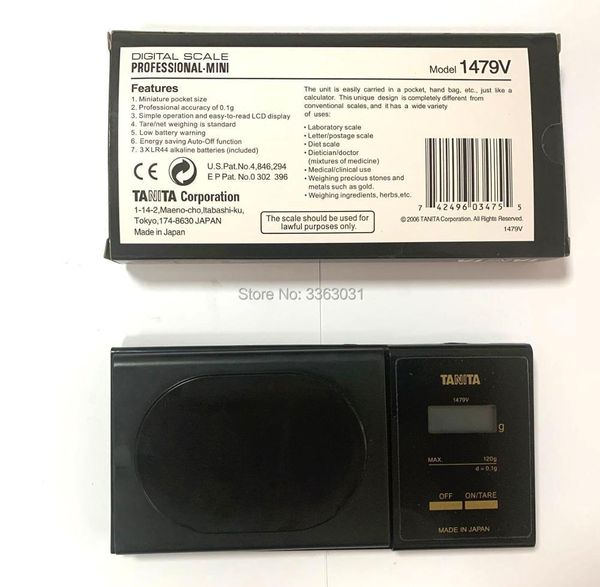 DIGITAL SCALE
PROFESSIONAL-MINI
Model 1479V
Features
1. Miniature pocket size
2. Professional accuracy of 0.1g
3. Simple operation and easy-to-read LCD display
4. Tare/net weighing is standard
5. Low battery warning
6. Energy saving Auto-Off function
7. 3 X LR44 alkaline batteries (included)
CE
U.S.Pat.No.4,846,294
E P Pat. No.0 302 396
TANITA Corporation
1-14-2, Maeno-cho,Itabashi-ku,
Tokyo,174-8630 JAPAN
Made in Japan
The unit is easily carried in a pocket, hand bag, etc., just like a
calculator. This unique design is completely different from
conventional scales, and it has a wide variety
of uses:
• Laboratory scale
• Letter/postage scale
• Diet scale
• Dietician/doctor
(mixtures of medicine)
• Medical/clinical use
• Weighing precious stones and
metals such as gold.
• Weighing ingredients, herbs,etc.
The scale should be used for
lawful purposes only.
7 42496 03475 5
© 2006 TANITA Corporation. All Rights Reserved.
1479V
Store No: 3363031
TANITA
1479V
g
MAX. 120g
d = 0.1g
OFF ON/TARE
MADE IN JAPAN